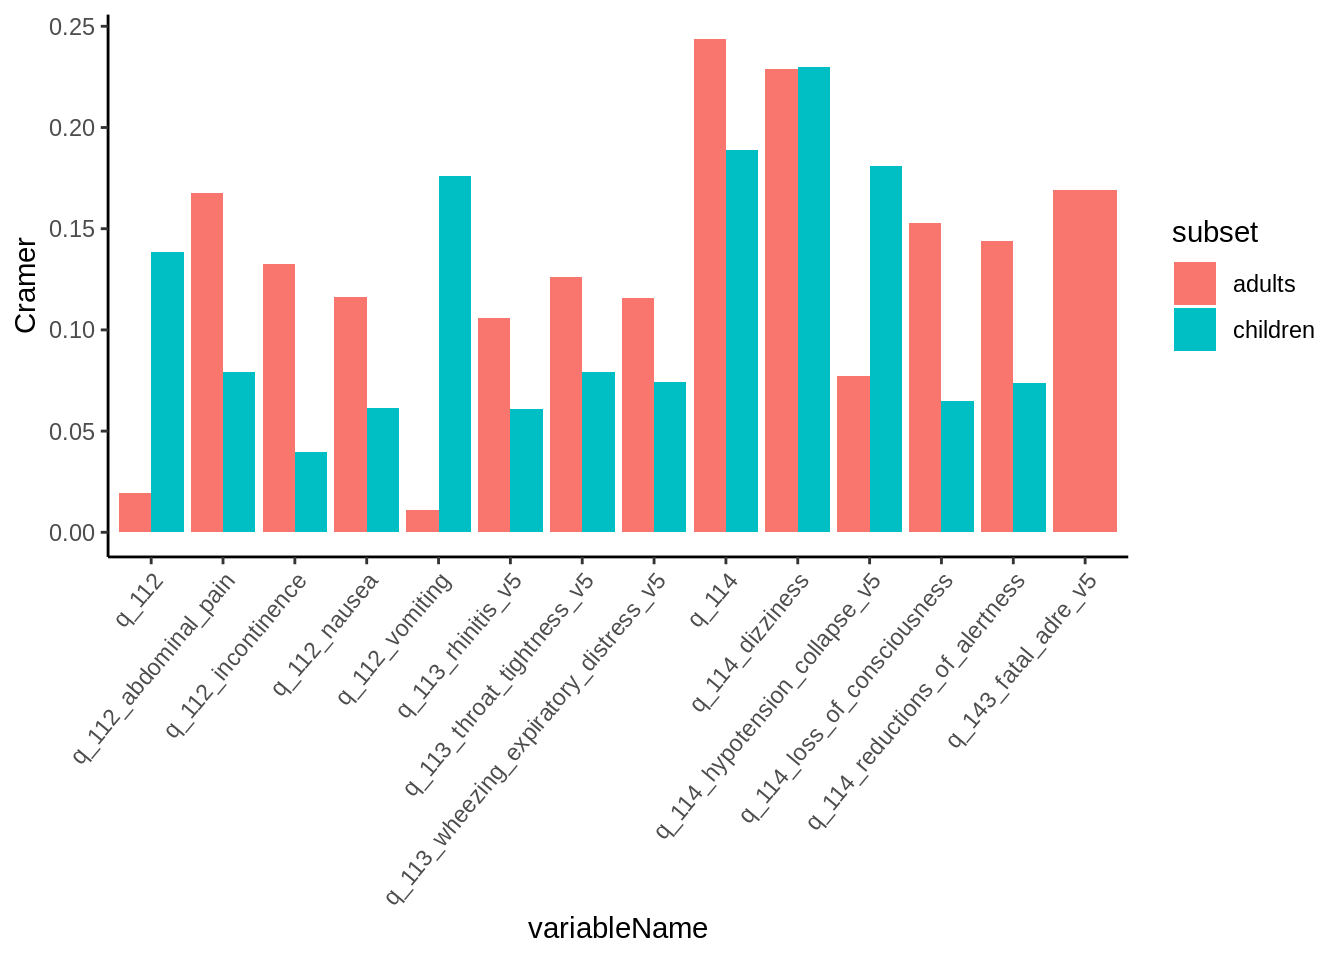 0.25
0.20
0.15
0.10
0.05
0.00
Cramer
q_112
q_112_abdominal_pain
q_112_incontinence
q_112_nausea
q_112_vomiting
q_113_rhinitis_v5
q_113_throat_tightness_v5
q_113_wheezing_expiratory_distress_v5
q_114
q_114_dizziness
q_114_hypotension_collapse_v5
q_114_loss_of_consciousness
q_114_reductions_of_alertness
q_143_fatal_adre_v5
variableName
subset
adults
children